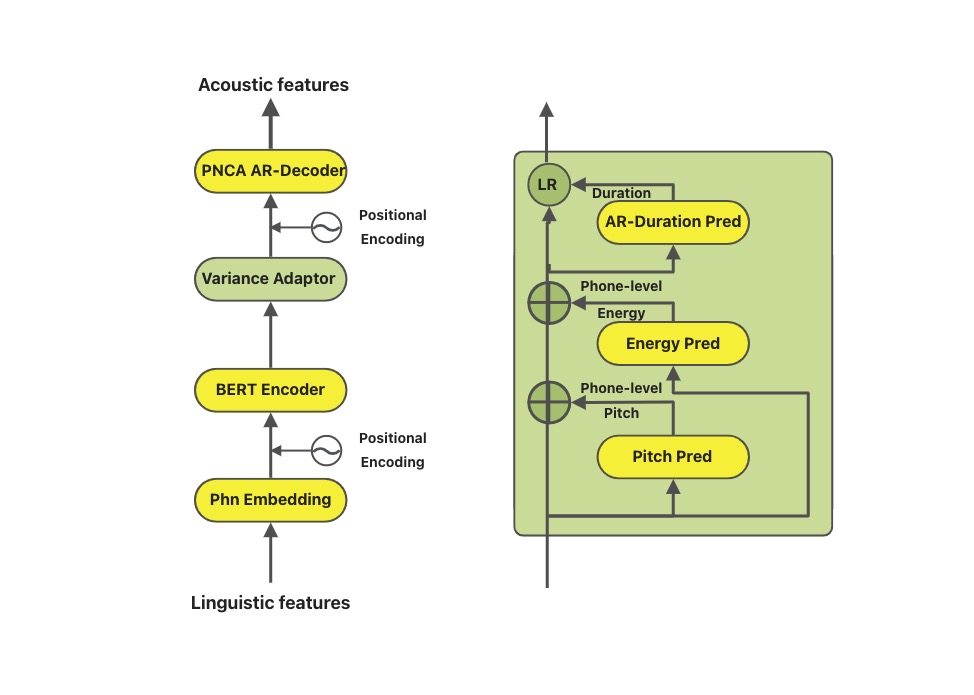 Acoustic features
PNCA AR-Decoder
Positional
Encoding
Variance Adaptor
BERT Encoder
Positional
Encoding
Phn Embedding
Linguistic features
LR
Duration
AR-Duration Pred
Phone-level
Energy
Energy Pred
Phone-level
Pitch
Pitch Pred